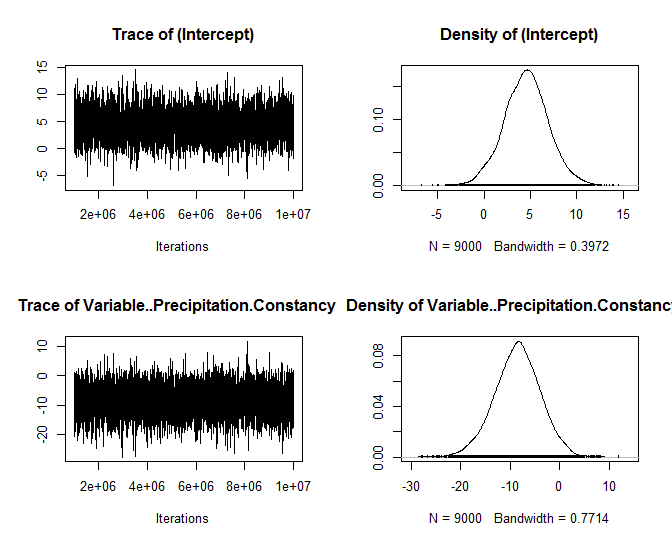 Trace of (Intercept)
15
10
5
0
-5
2e+06 4e+06 6e+06 8e+06 1e+07
Iterations
Density of (Intercept)
0.10
0.00
-5 0 5 10 15
N = 9000 Bandwidth = 0.3972
Trace of Variable..Precipitation.Constancy
10
0
-10
-20
2e+06 4e+06 6e+06 8e+06 1e+07
Iterations
Density of Variable..Precipitation.Constancy
0.08
0.04
0.00
-30 -20 -10 0 10
N = 9000 Bandwidth = 0.7714